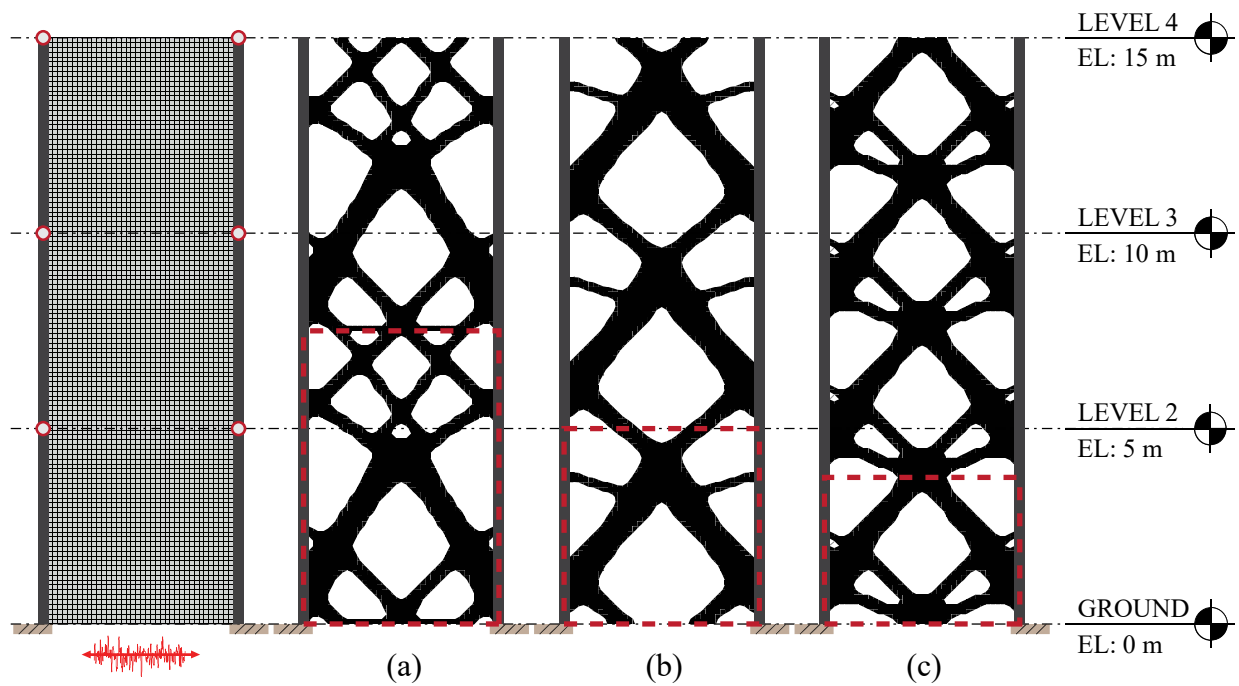 LEVEL 4
EL: 15 m
LEVEL 3
EL: 10 m
LEVEL 2
EL: 5 m
GROUND
EL: 0 m
(a)
(b)
(c)